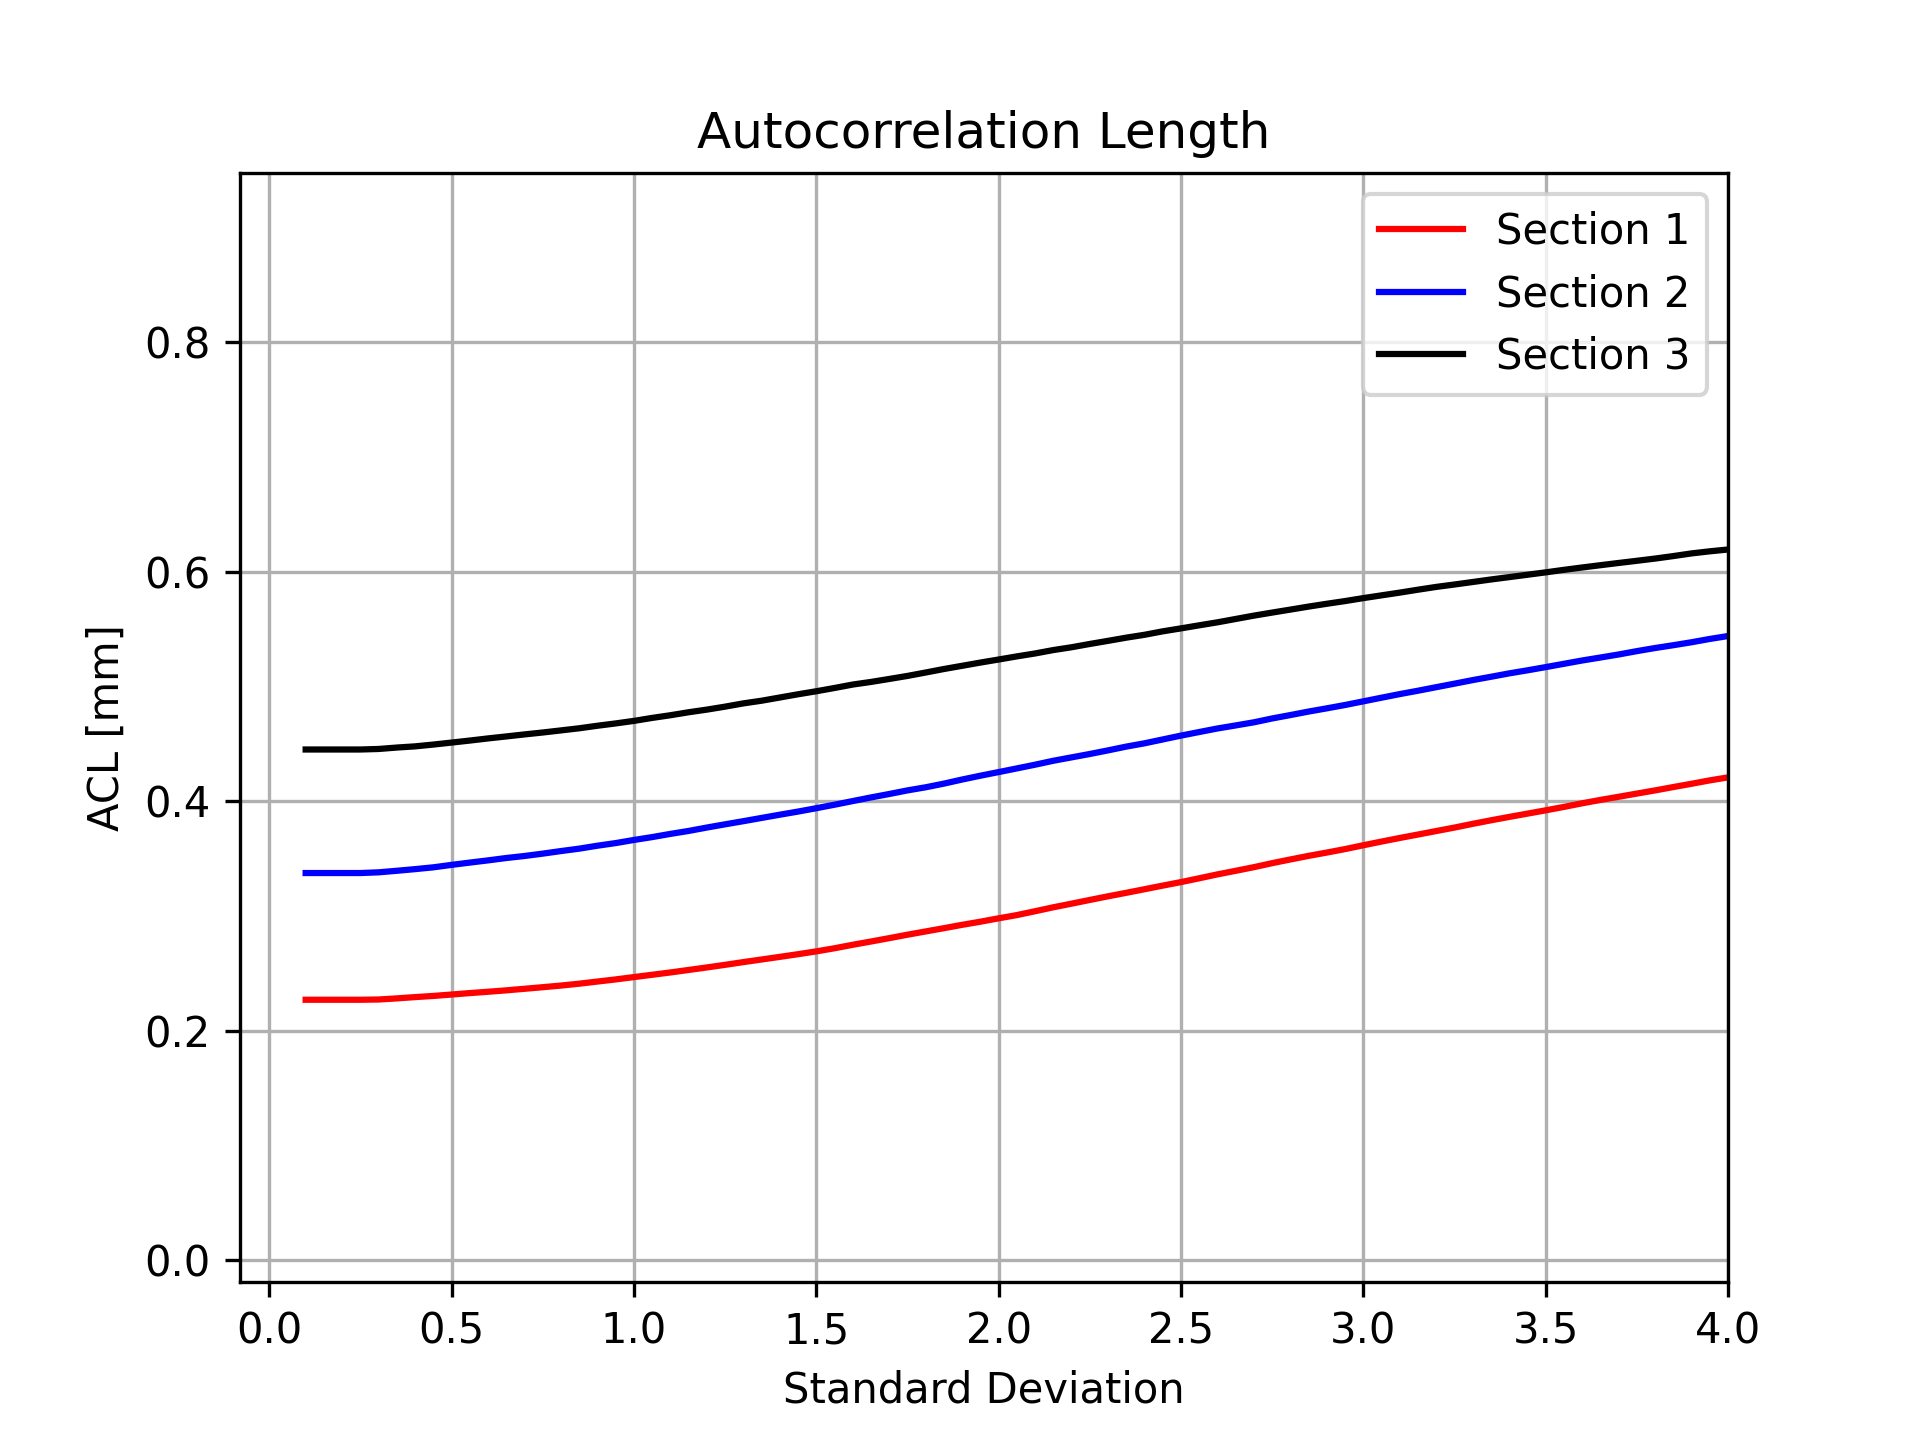 Autocorrelation Length
Section 1
Section 2
Section 3
0.8
0.6
0.4
0.2
0.0
ACL [mm]
0.0 0.5 1.0 1.5 2.0 2.5 3.0 3.5 4.0
Standard Deviation